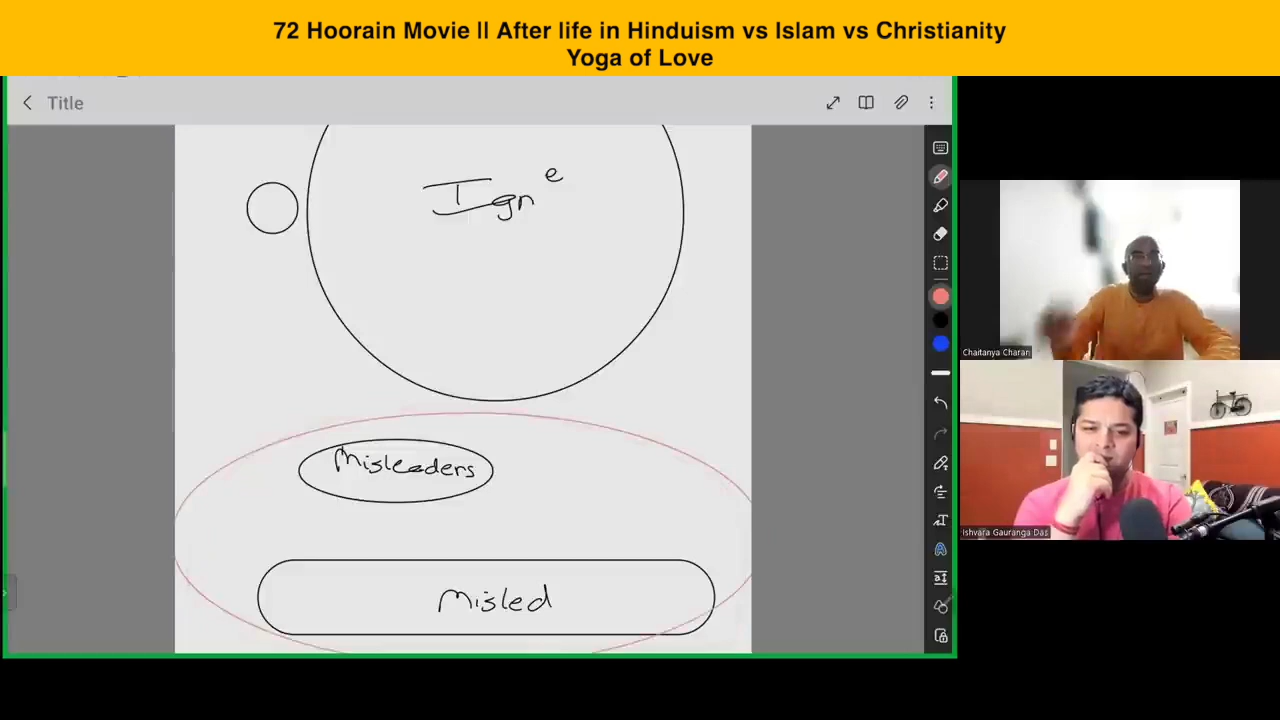 72 Hoorain Movie || After life in Hinduism vs Islam vs Christianity
Yoga of Love
Title
Ign e
Misleaders
Misled
Chaitanya Charan
Ishvara Gauranga Das